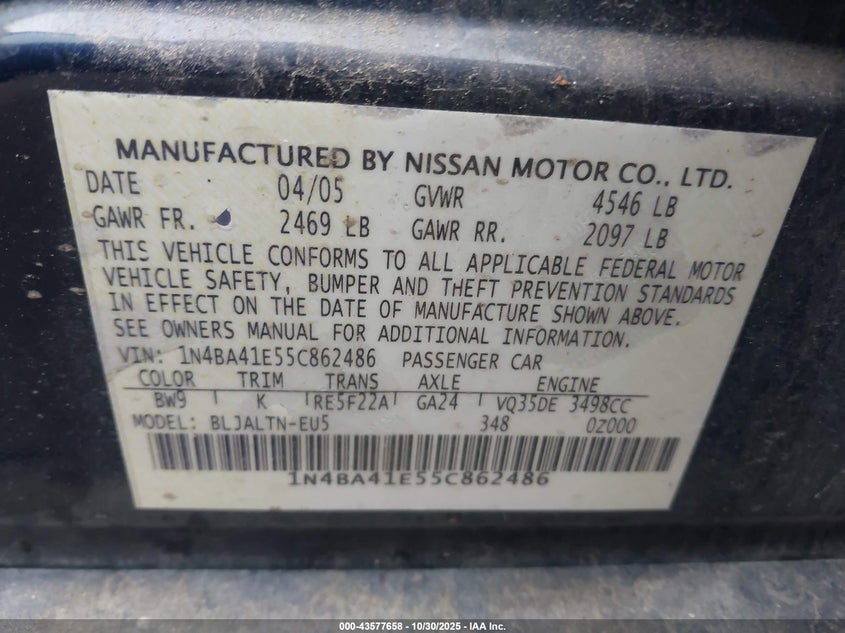 MANUFACTURED BY NISSAN MOTOR CO., LTD.
DATE 04/05 GVWR 4546 LB
GAWR FR. 2469 LB GAWR RR. 2097 LB
THIS VEHICLE CONFORMS TO ALL APPLICABLE FEDERAL MOTOR
VEHICLE SAFETY, BUMPER AND THEFT PREVENTION STANDARDS
IN EFFECT ON THE DATE OF MANUFACTURE SHOWN ABOVE.
SEE OWNERS MANUAL FOR ADDITIONAL INFORMATION.
VIN: 1N4BA41E55C862486 PASSENGER CAR
COLOR TRIM TRANS AXLE ENGINE
BW9 K RE5F22A GA24 VQ35DE 3498CC
MODEL: BLJALTN-EU5 348 0Z000
1N4BA41E55C862486
000-43577658 - 10/30/2025 - IAA Inc.